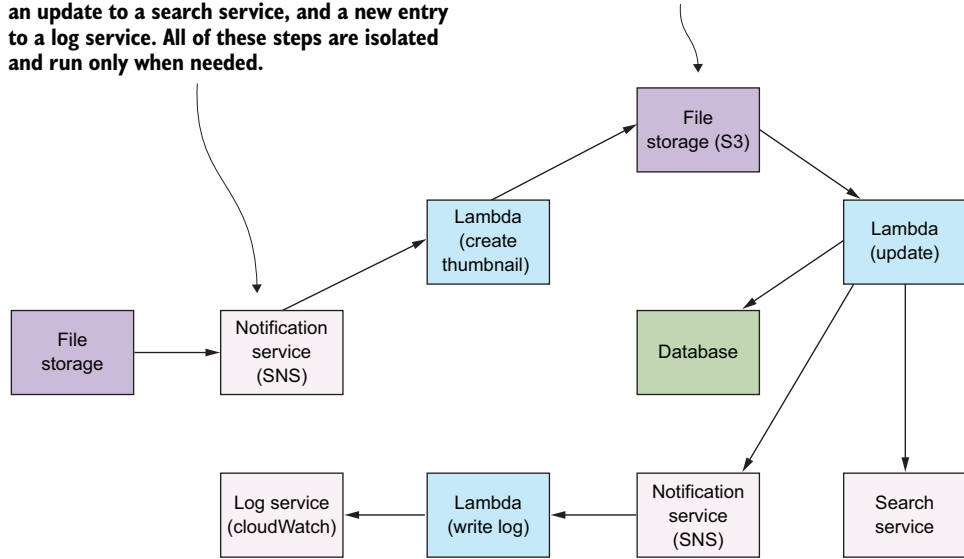 an update to a search service, and a new entry
to a log service. All of these steps are isolated
and run only when needed.
File
storage (S3)
Lambda
(create
thumbnail)
Lambda
(update)
File
storage
Notification
service
(SNS)
Database
Log service
(cloudWatch)
Lambda
(write log)
Notification
service
(SNS)
Search
service